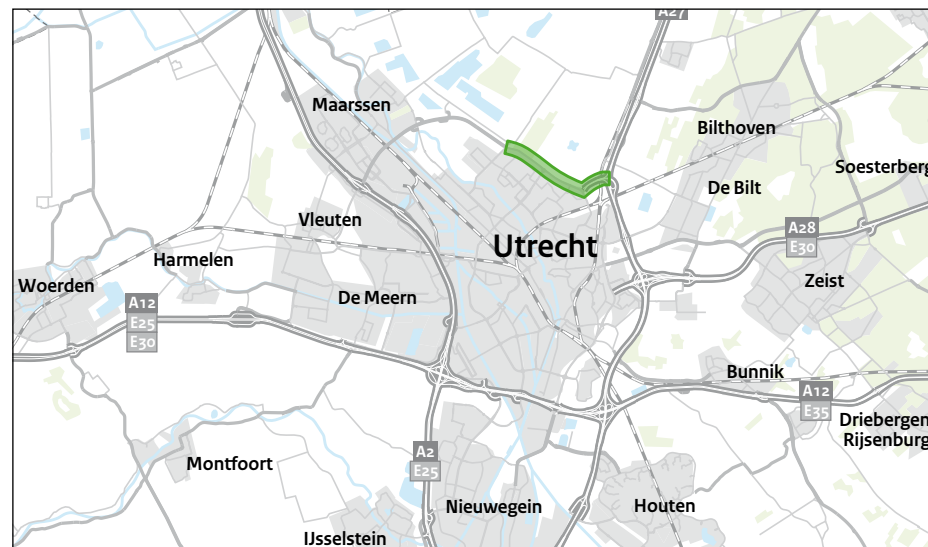 A27
Maarssen
Bilthoven
Soesterberg
De Bilt
Vleuten
Utrecht
A28
E30
Harmelen
Zeist
Woerden
De Meern
A12
E25
E30
Bunnik
A12
E35
Driebergen
Rijsenburg
A2
E25
Montfoort
Nieuwegein
Houten
IJsselstein